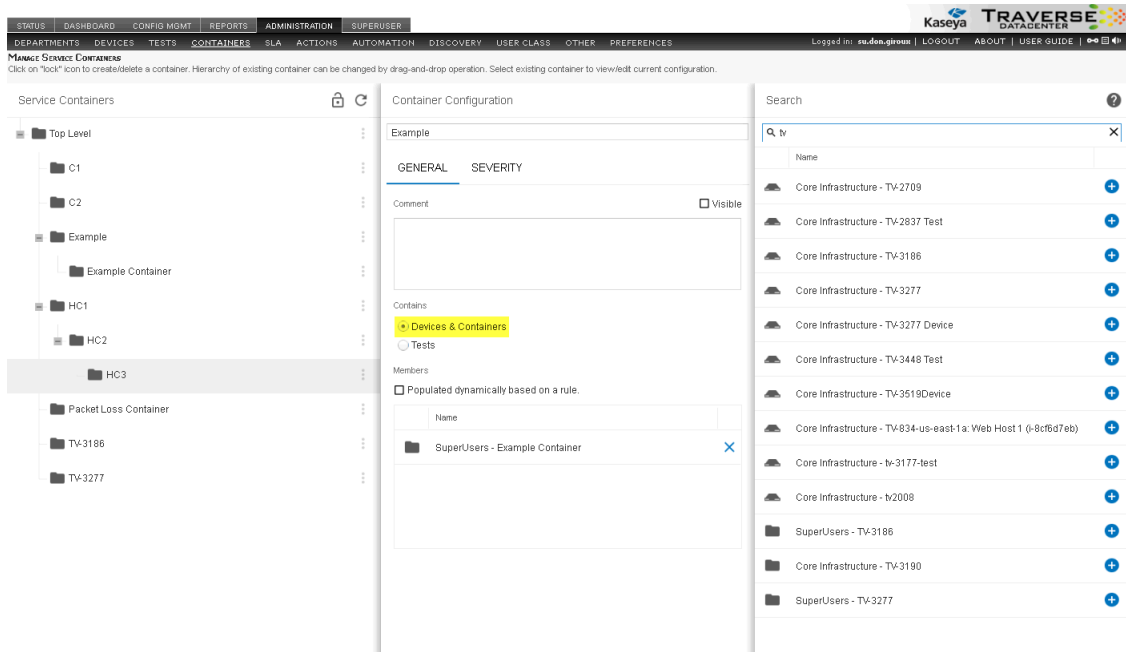 STATUS DASHBOARD CONFIG MGMT REPORTS ADMINISTRATION SUPERUSER
Kaseya TRAVERSE DATACENTER
DEPARTMENTS DEVICES TESTS CONTAINERS SLA ACTIONS AUTOMATION DISCOVERY USER CLASS OTHER PREFERENCES
Logged in: su.don.giroux | LOGOUT ABOUT | USER GUIDE |
MANAGE SERVICE CONTAINERS
Click on "lock" icon to create/delete a container. Hierarchy of existing container can be changed by drag-and-drop operation. Select existing container to view/edit current configuration.
Service Containers
Top Level
C1
C2
Example
Example Container
HC1
HC2
HC3
Packet Loss Container
TV-3186
TV-3277
Container Configuration
Example
GENERAL SEVERITY
Comment Visible
Contains
Devices & Containers
Tests
Members
Populated dynamically based on a rule.
Name
SuperUsers - Example Container
Search
tv
Name
Core Infrastructure - TV-2709
Core Infrastructure - TV-2837 Test
Core Infrastructure - TV-3186
Core Infrastructure - TV-3277
Core Infrastructure - TV-3277 Device
Core Infrastructure - TV-3448 Test
Core Infrastructure - TV-3519Device
Core Infrastructure - TV-834-us-east-1a: Web Host 1 (i-8cf6d7eb)
Core Infrastructure - tv-3177-test
Core Infrastructure - tv2008
SuperUsers - TV-3186
Core Infrastructure - TV-3190
SuperUsers - TV-3277